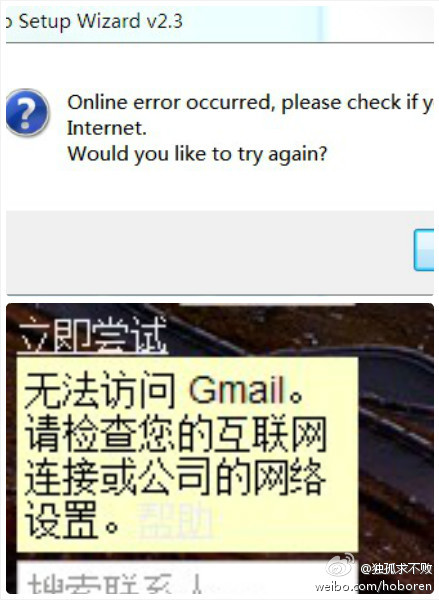 o Setup Wizard v2.3
Online error occurred, please check if y
Internet.
Would you like to try again?
立即尝试
无法访问 Gmail。
请检查您的互联网
连接或公司的网络
设置。帮助
搜索联系人
@独孤求不败
weibo.com/hoboren